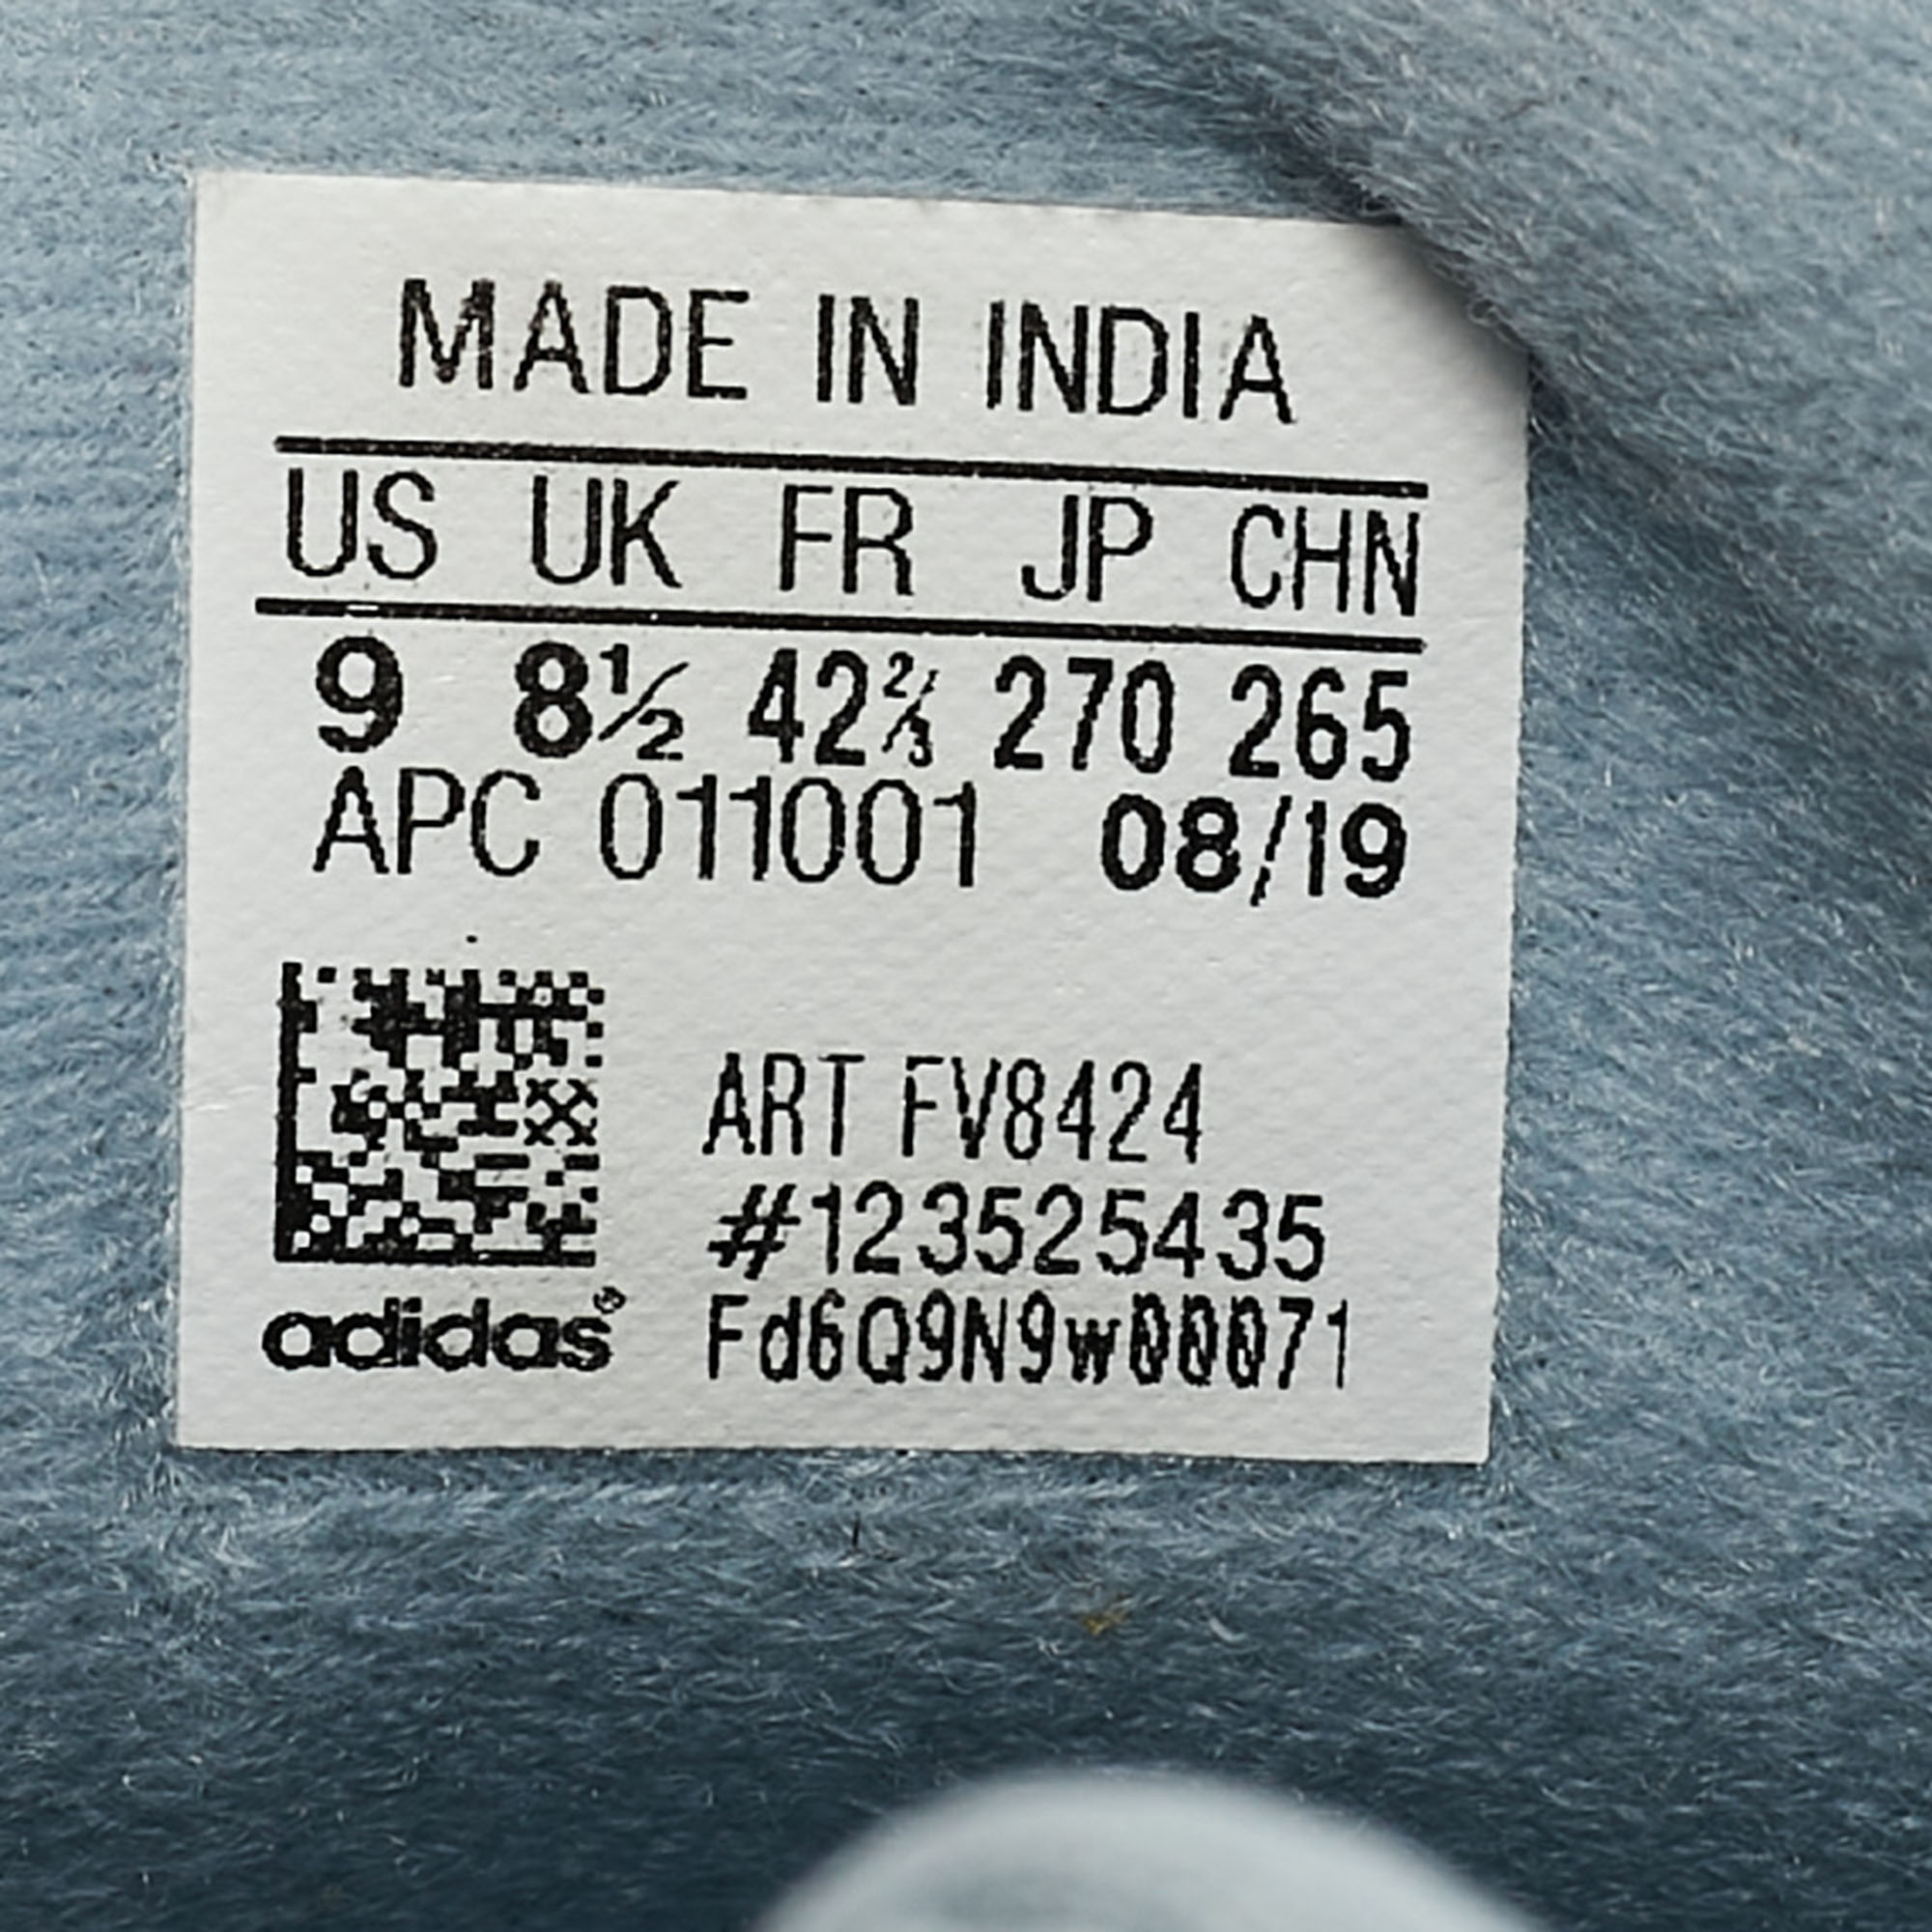 MADE IN INDIA
US UK FR JP CHN
9 8½ 42⅔ 270 265
APC 011001 08/19
ART FV8424
#123525435
adidas® Fd6Q9N9w00071